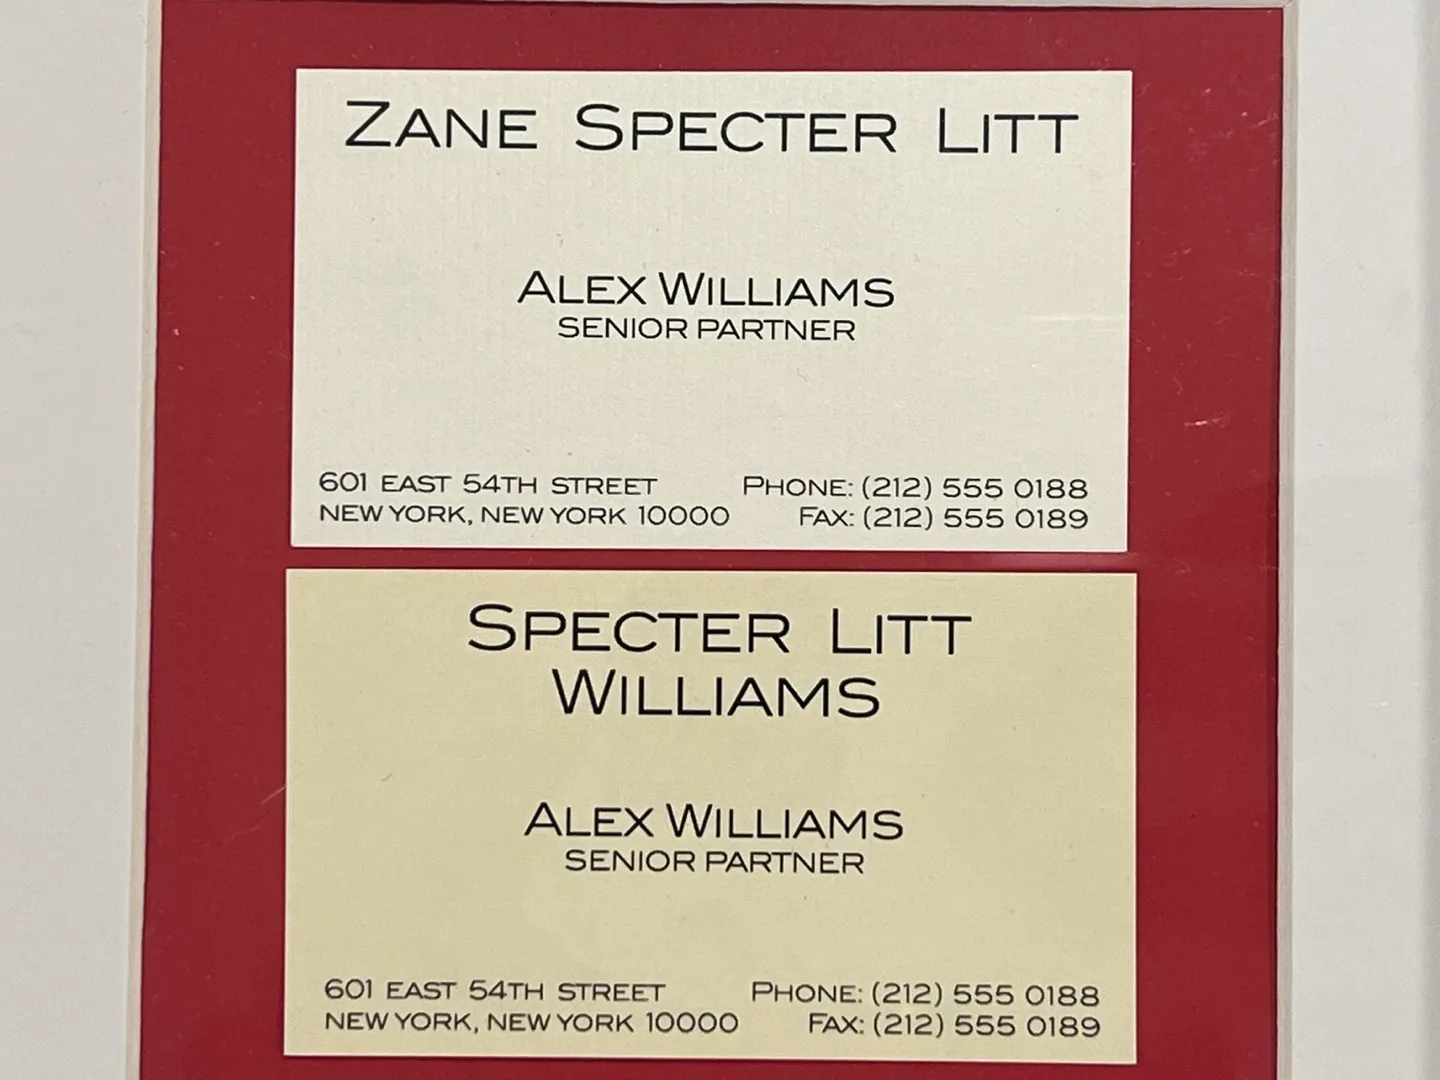 ZANE SPECTER LITT
ALEX WILLIAMS
SENIOR PARTNER
601 EAST 54TH STREET
NEW YORK, NEW YORK 10000
PHONE: (212) 555 0188
FAX: (212) 555 0189
SPECTER LITT
WILLIAMS
ALEX WILLIAMS
SENIOR PARTNER
601 EAST 54TH STREET
NEW YORK, NEW YORK 10000
PHONE: (212) 555 0188
FAX: (212) 555 0189